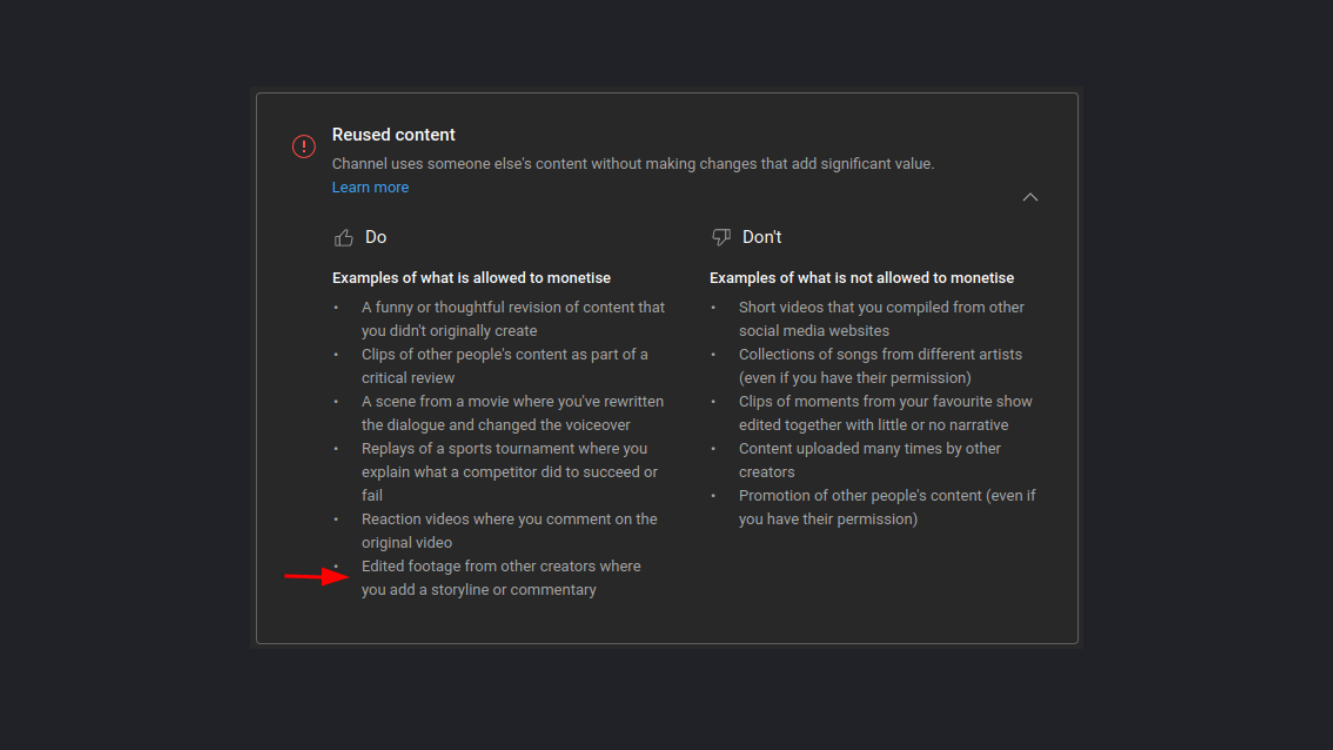 Reused content
Channel uses someone else's content without making changes that add significant value.
Learn more
Do
Examples of what is allowed to monetise
• A funny or thoughtful revision of content that
you didn't originally create
• Clips of other people's content as part of a
critical review
• A scene from a movie where you've rewritten
the dialogue and changed the voiceover
• Replays of a sports tournament where you
explain what a competitor did to succeed or
fail
• Reaction videos where you comment on the
original video
• Edited footage from other creators where
you add a storyline or commentary
Don't
Examples of what is not allowed to monetise
• Short videos that you compiled from other
social media websites
• Collections of songs from different artists
(even if you have their permission)
• Clips of moments from your favourite show
edited together with little or no narrative
• Content uploaded many times by other
creators
• Promotion of other people's content (even if
you have their permission)